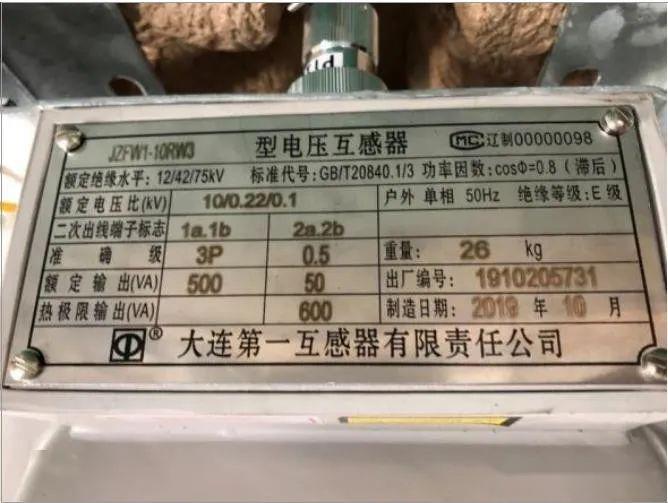 PT1
JZFW1-10RW3 型电压互感器 MC 辽制00000098
额定绝缘水平: 12/42/75kV 标准代号: GB/T20840.1/3 功率因数: cosΦ=0.8 (滞后)
额定电压比(kV) 10/0.22/0.1 户外 单相 50Hz 绝缘等级: E 级
二次出线端子标志 1a.1b 2a.2b
准确级 3P 0.5 重量: 26 kg
额定输出(VA) 500 50 出厂编号: 1910205731
热极限输出(VA) 600 制造日期: 2019 年 10 月
® 大连第一互感器有限责任公司